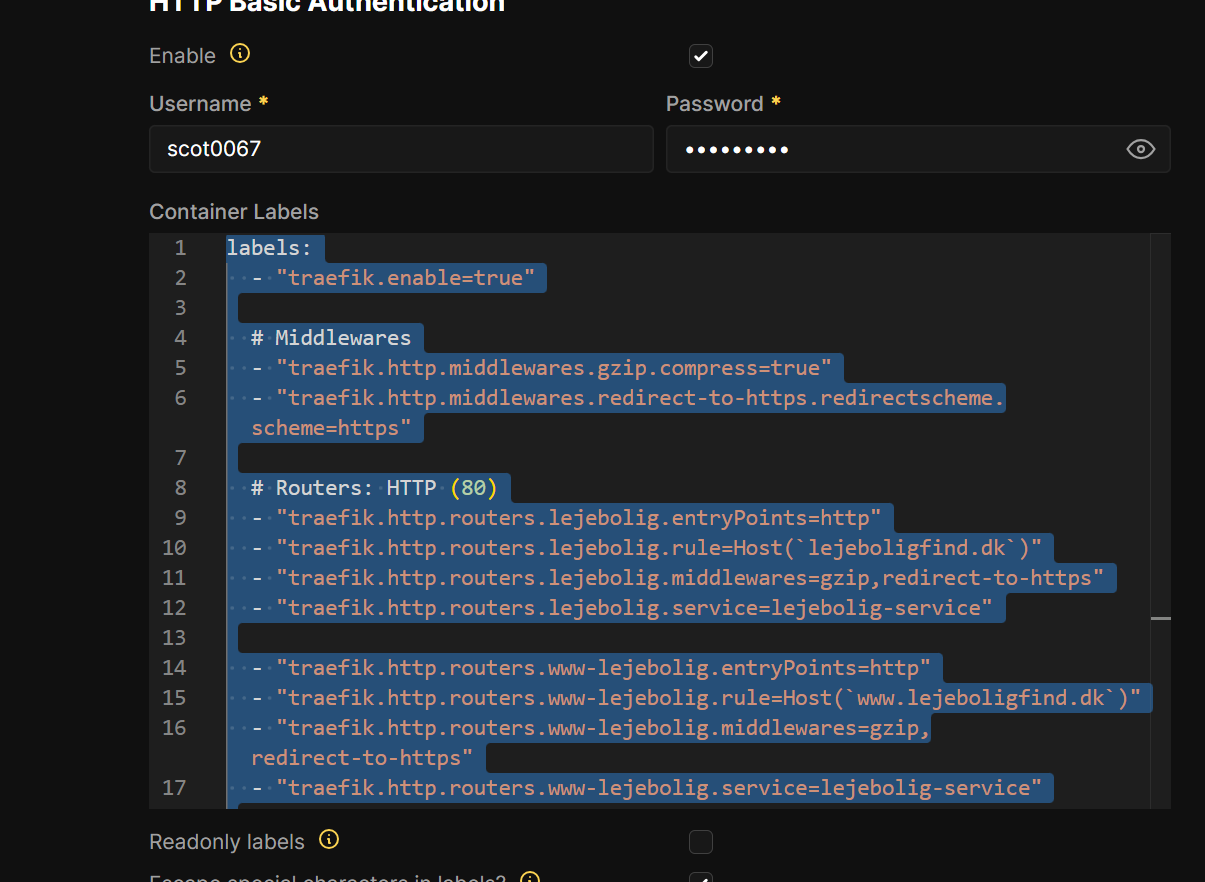 HTTP Basic Authentication
Enable
Username *
Password *
scot0067
•••••••••
Container Labels
1 labels:
2 - "traefik.enable=true"
3
4 # Middlewares
5 - "traefik.http.middlewares.gzip.compress=true"
6 - "traefik.http.middlewares.redirect-to-https.redirectscheme.
scheme=https"
7
8 # Routers: HTTP (80)
9 - "traefik.http.routers.lejebolig.entryPoints=http"
10 - "traefik.http.routers.lejebolig.rule=Host(`lejeboligfind.dk`)"
11 - "traefik.http.routers.lejebolig.middlewares=gzip,redirect-to-https"
12 - "traefik.http.routers.lejebolig.service=lejebolig-service"
13
14 - "traefik.http.routers.www-lejebolig.entryPoints=http"
15 - "traefik.http.routers.www-lejebolig.rule=Host(`www.lejeboligfind.dk`)"
16 - "traefik.http.routers.www-lejebolig.middlewares=gzip,
redirect-to-https"
17 - "traefik.http.routers.www-lejebolig.service=lejebolig-service"
Readonly labels
Escape special characters in labels?